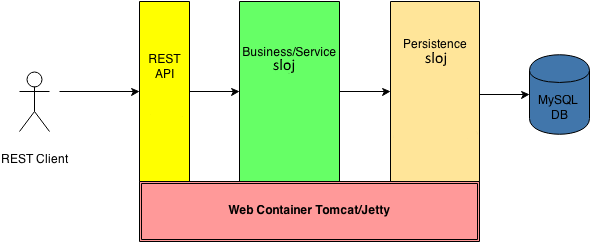 REST Client
REST
API
Business/Service
sloj
Persistence
sloj
MySQL
DB
Web Container Tomcat/Jetty